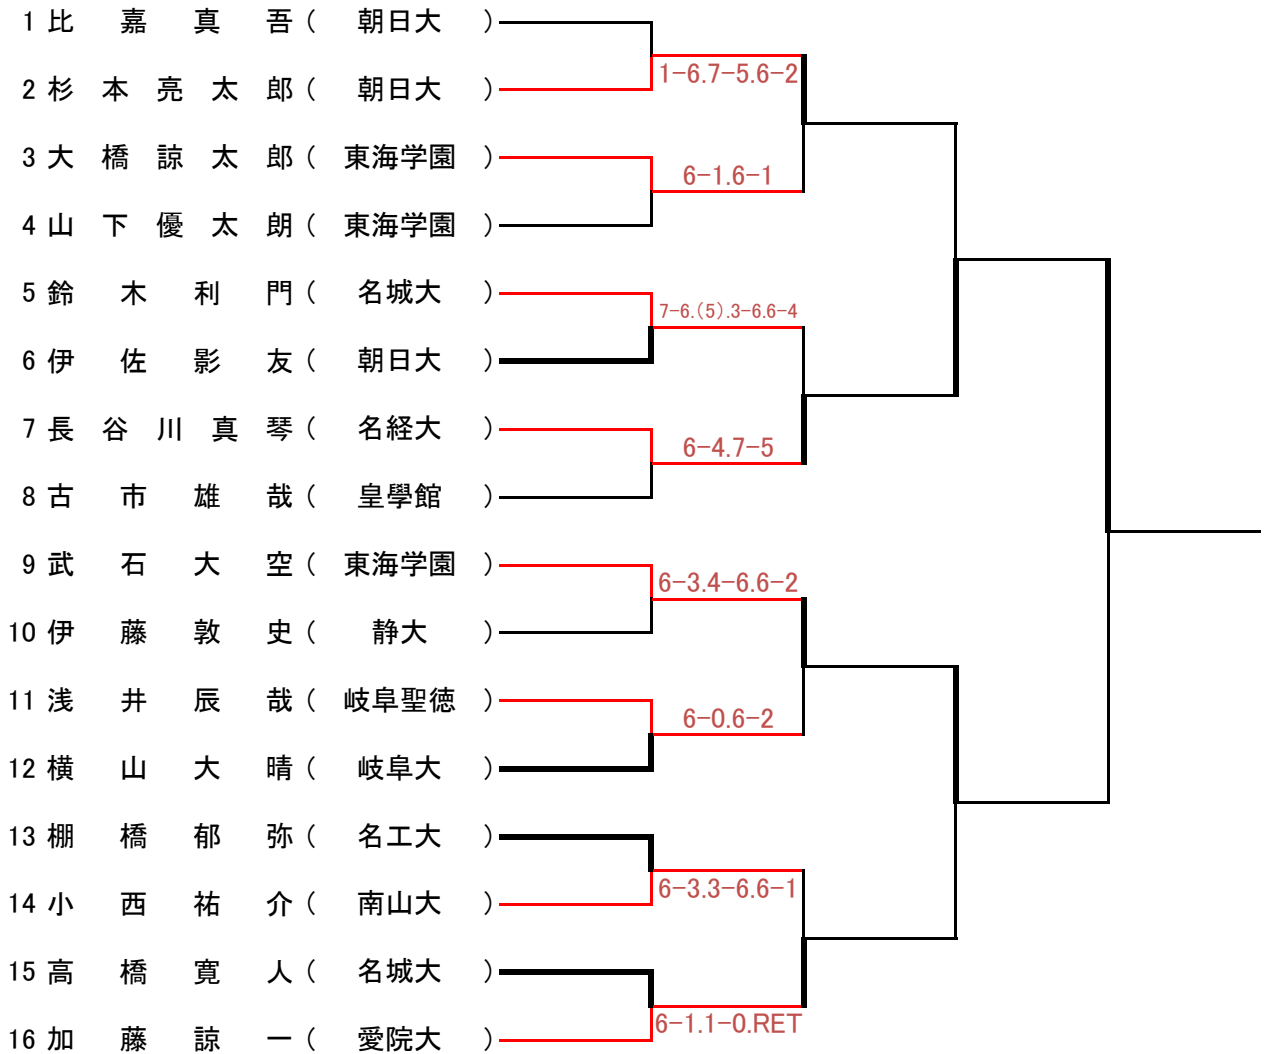 1 比嘉真吾 ( 朝日大 )
1-6.7-5.6-2
2 杉本亮太郎 ( 朝日大 )
3 大橋諒太郎 ( 東海学園 )
6-1.6-1
4 山下優太朗 ( 東海学園 )
5 鈴木利門 ( 名城大 )
7-6.(5).3-6.6-4
6 伊佐影友 ( 朝日大 )
7 長谷川真琴 ( 名経大 )
6-4.7-5
8 古市雄哉 ( 皇學館 )
9 武石大空 ( 東海学園 )
6-3.4-6.6-2
10 伊藤敦史 ( 静大 )
11 浅井辰哉 ( 岐阜聖徳 )
6-0.6-2
12 横山大晴 ( 岐阜大 )
13 棚橋郁弥 ( 名工大 )
6-3.3-6.6-1
14 小西祐介 ( 南山大 )
15 高橋寛人 ( 名城大 )
6-1.1-0.RET
16 加藤諒一 ( 愛院大 )